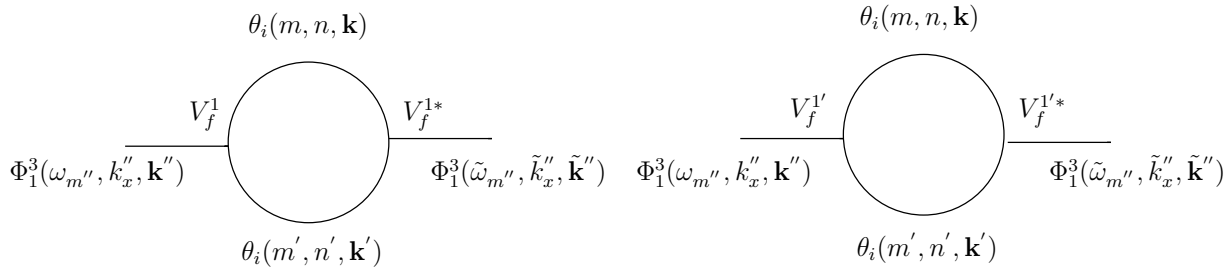 θ_i(m, n, **k**)
V_f^1
V_f^{1*}
Φ_1^3(ω_{m''}, k_x^{''}, **k**'')
Φ_1^3(ω̃_{m''}, k̃_x^{''}, **k̃**'')
θ_i(m^', n^', **k**^')
θ_i(m, n, **k**)
V_f^{1'}
V_f^{1'*}
Φ_1^3(ω_{m''}, k_x^{''}, **k**'')
Φ_1^3(ω̃_{m''}, k̃_x^{''}, **k̃**'')
θ_i(m^', n^', **k**^')